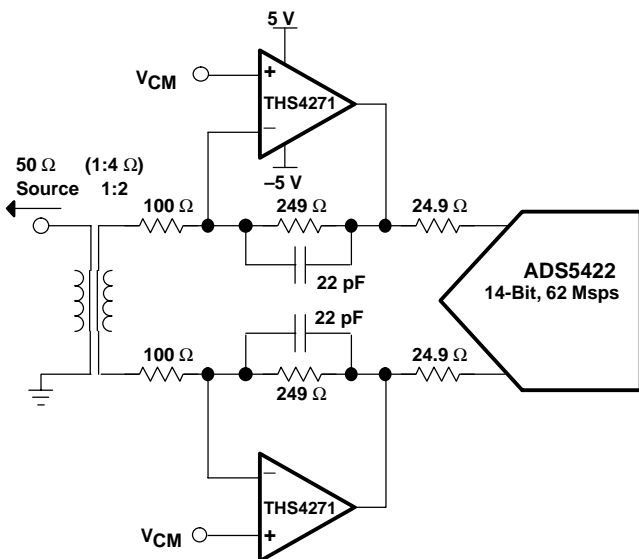 5 V
VCM
+
THS4271
−
–5 V
50 Ω
Source
(1:4 Ω)
1:2
100 Ω
249 Ω
24.9 Ω
22 pF
ADS5422
14-Bit, 62 Msps
22 pF
100 Ω
249 Ω
24.9 Ω
−
THS4271
VCM
+